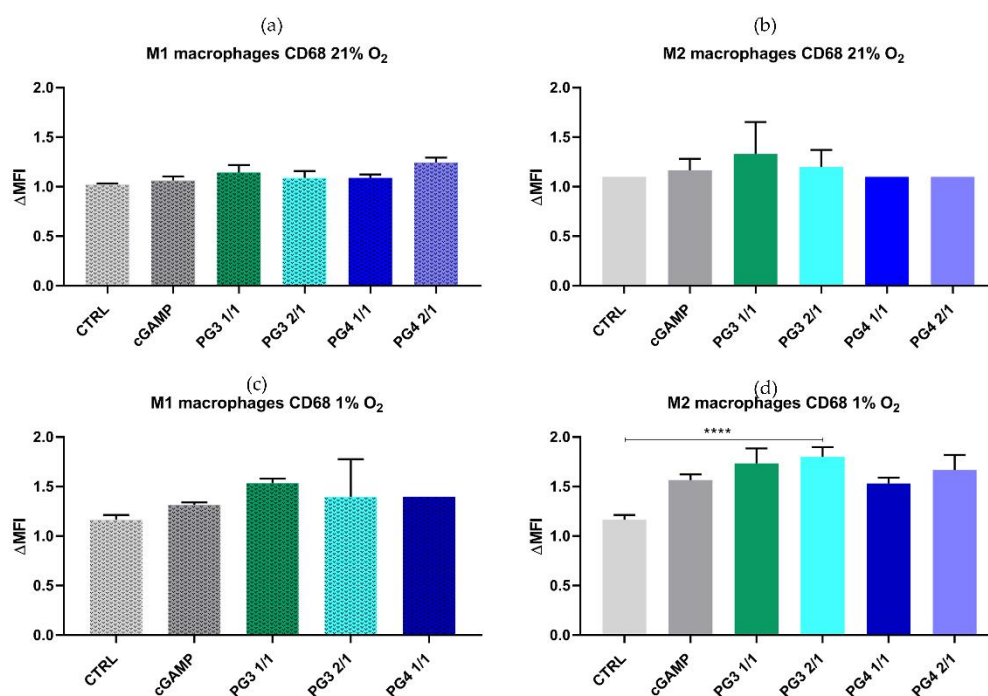 (a)
M1 macrophages CD68 21% O₂
2.0
1.5
1.0
0.5
0.0
ΔMFI
CTRL
cGAMP
PG3 1/1
PG3 2/1
PG4 1/1
PG4 2/1
(b)
M2 macrophages CD68 21% O₂
2.0
1.5
1.0
0.5
0.0
ΔMFI
CTRL
cGAMP
PG3 1/1
PG3 2/1
PG4 1/1
PG4 2/1
(c)
M1 macrophages CD68 1% O₂
2.0
1.5
1.0
0.5
0.0
ΔMFI
CTRL
cGAMP
PG3 1/1
PG3 2/1
PG4 1/1
(d)
M2 macrophages CD68 1% O₂
****
2.0
1.5
1.0
0.5
0.0
ΔMFI
CTRL
cGAMP
PG3 1/1
PG3 2/1
PG4 1/1
PG4 2/1